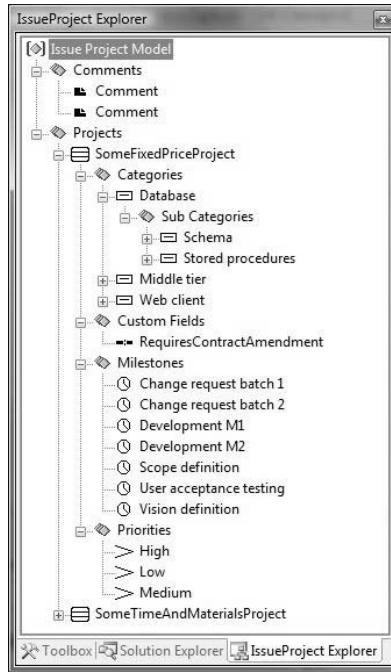 IssueProject Explorer
Issue Project Model
Comments
Comment
Comment
Projects
SomeFixedPriceProject
Categories
Database
Sub Categories
Schema
Stored procedures
Middle tier
Web client
Custom Fields
RequiresContractAmendment
Milestones
Change request batch 1
Change request batch 2
Development M1
Development M2
Scope definition
User acceptance testing
Vision definition
Priorities
High
Low
Medium
SomeTimeAndMaterialsProject
Toolbox Solution Explorer IssueProject Explorer